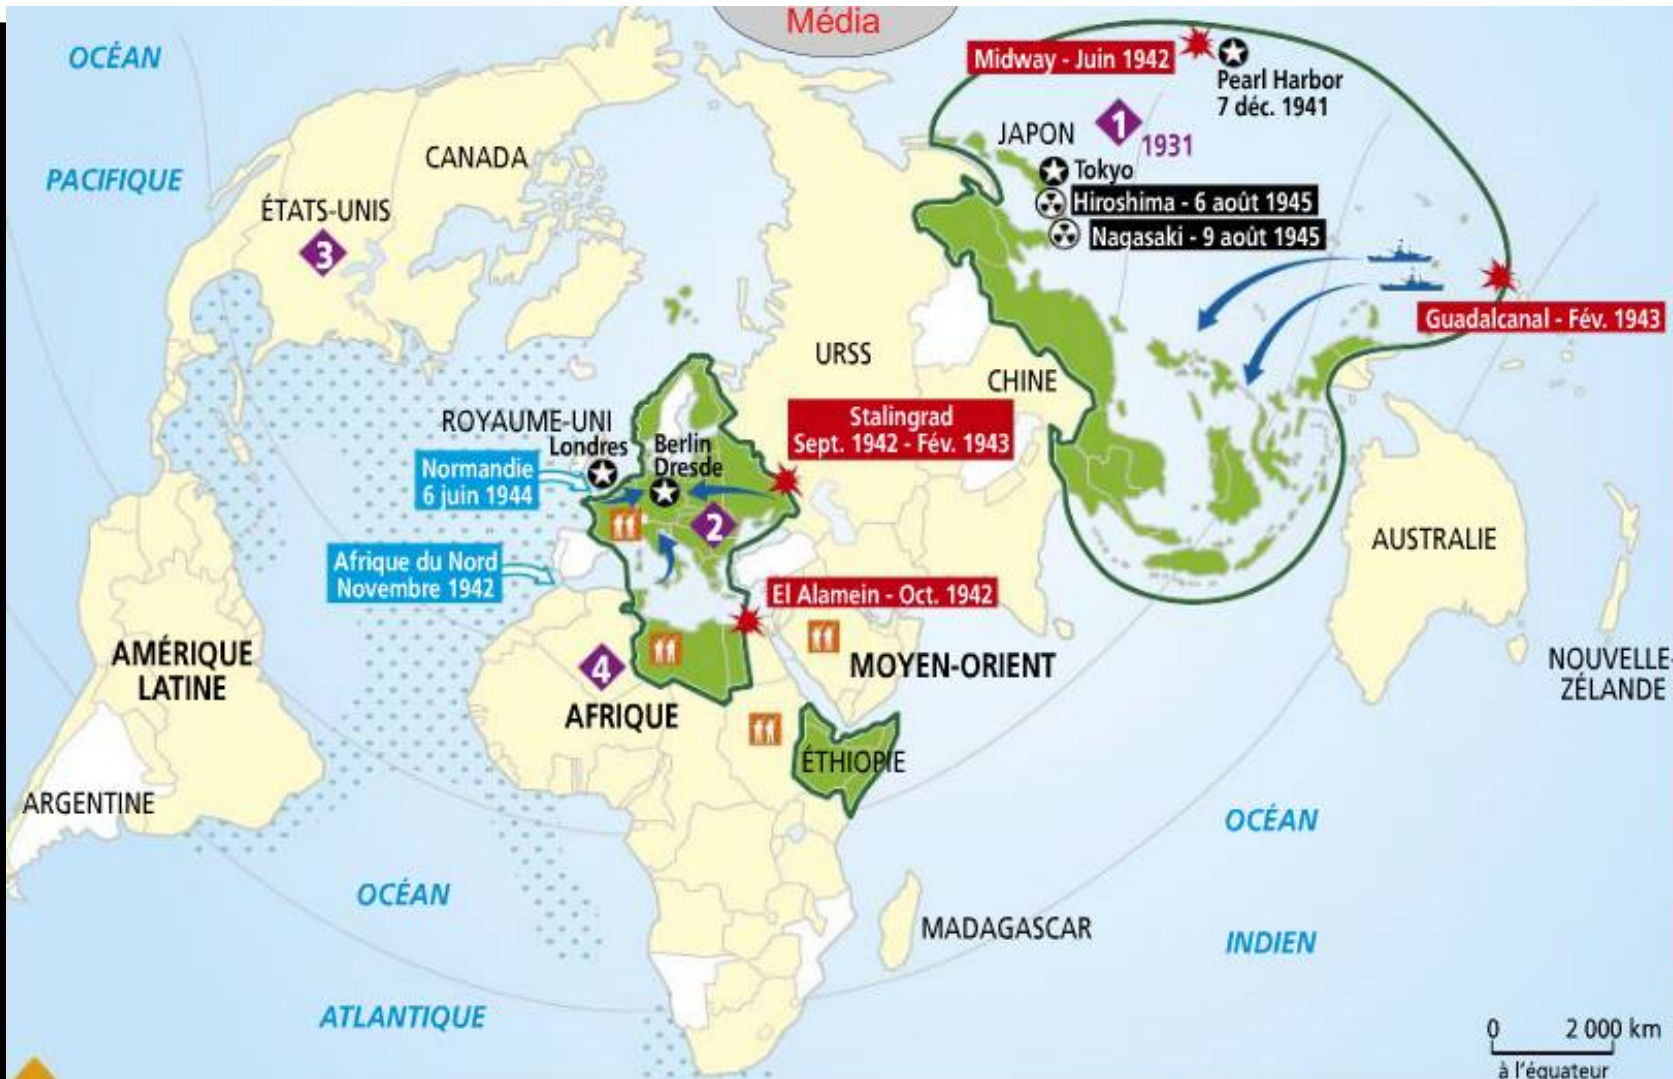 Média
OCÉAN
PACIFIQUE
CANADA
ÉTATS-UNIS
3
Midway - Juin 1942
Pearl Harbor
7 déc. 1941
JAPON
1
1931
Tokyo
Hiroshima - 6 août 1945
Nagasaki - 9 août 1945
Guadalcanal - Fév. 1943
URSS
CHINE
ROYAUME-UNI
Londres
Berlin
Dresde
Stalingrad
Sept. 1942 - Fév. 1943
Normandie
6 juin 1944
2
Afrique du Nord
Novembre 1942
El Alamein - Oct. 1942
AUSTRALIE
AMÉRIQUE
LATINE
4
AFRIQUE
MOYEN-ORIENT
NOUVELLE-
ZÉLANDE
ÉTHIOPIE
ARGENTINE
OCÉAN
INDIEN
OCÉAN
ATLANTIQUE
MADAGASCAR
0 2 000 km
à l'équateur